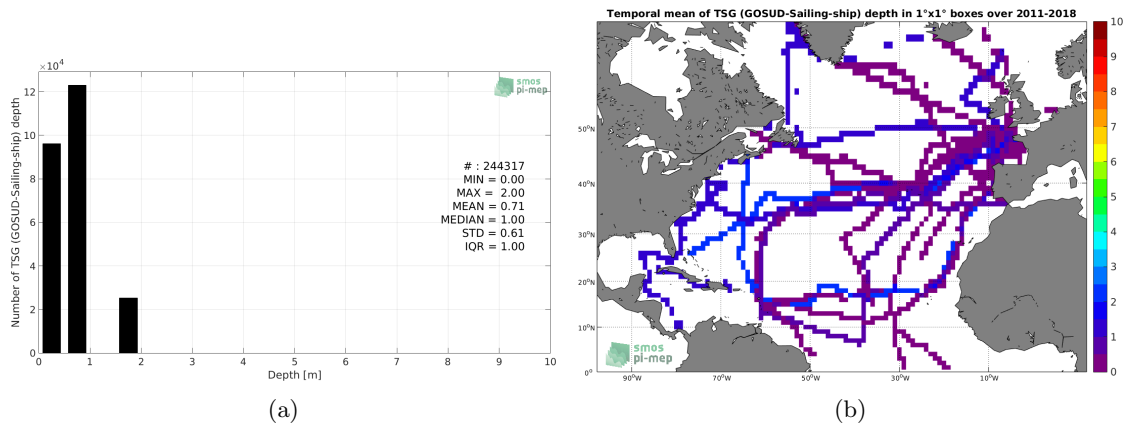 ×10⁴
12
10
8
6
4
2
0
Number of TSG (GOSUD-Sailing-ship) depth
smos
pi-mep
# : 244317
MIN = 0.00
MAX = 2.00
MEAN = 0.71
MEDIAN = 1.00
STD = 0.61
IQR = 1.00
0 1 2 3 4 5 6 7 8 9 10
Depth [m]
(a)
Temporal mean of TSG (GOSUD-Sailing-ship) depth in 1°x1° boxes over 2011-2018
50°N
40°N
30°N
20°N
10°N
0°
90°W 70°W 50°W 30°W 10°W
smos
pi-mep
10
9
8
7
6
5
4
3
2
1
0
(b)